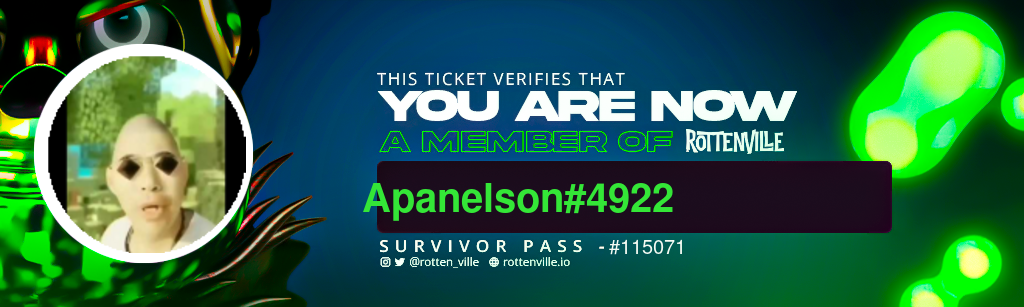 THIS TICKET VERIFIES THAT
YOU ARE NOW
A MEMBER OF ROTTENVILLE
Apanelson#4922
SURVIVOR PASS - #115071
@rotten_ville rottenville.io